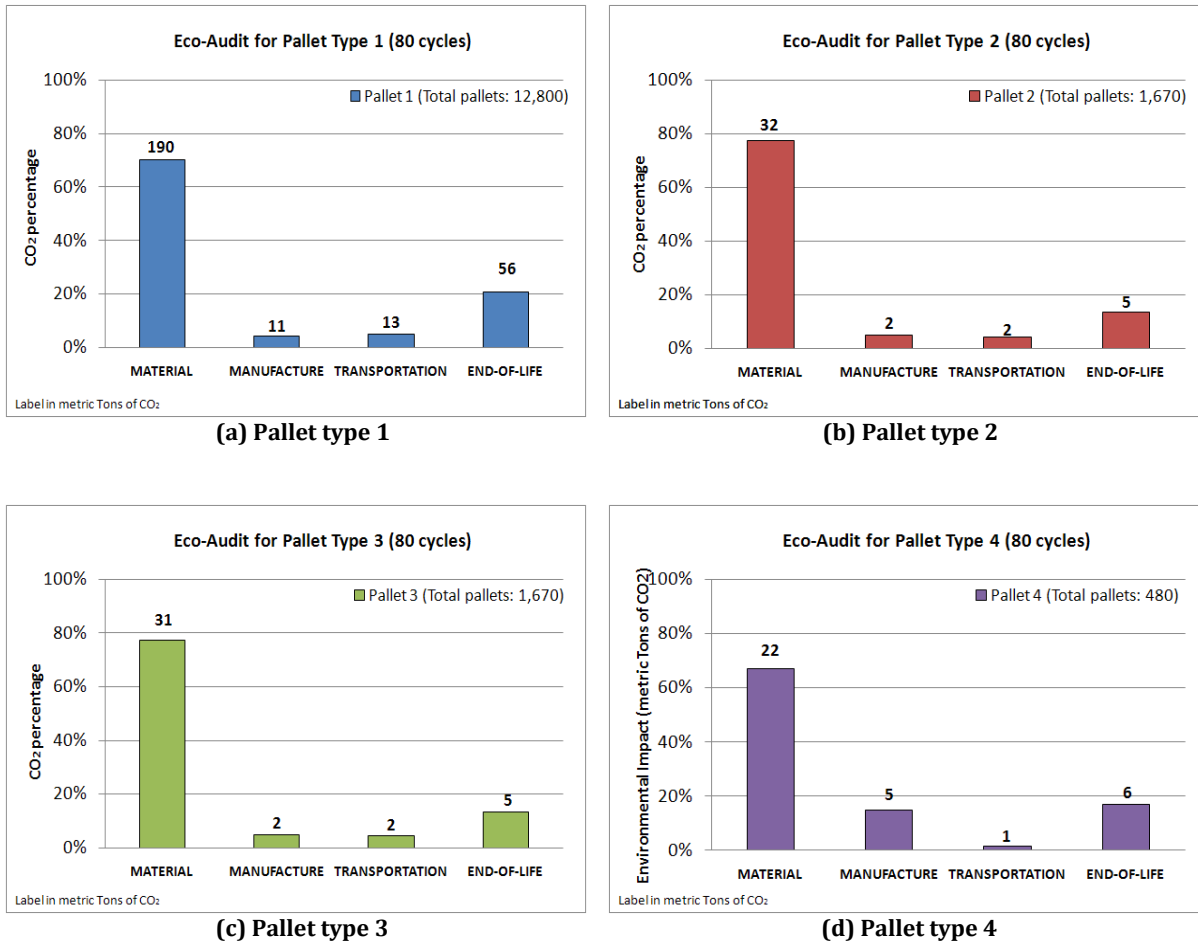 Eco-Audit for Pallet Type 1 (80 cycles)
100%
80%
60%
40%
20%
0%
CO₂ percentage
Pallet 1 (Total pallets: 12,800)
190
11
13
56
MATERIAL MANUFACTURE TRANSPORTATION END-OF-LIFE
Label in metric Tons of CO₂
(a) Pallet type 1
Eco-Audit for Pallet Type 2 (80 cycles)
100%
80%
60%
40%
20%
0%
CO₂ percentage
Pallet 2 (Total pallets: 1,670)
32
2
2
5
MATERIAL MANUFACTURE TRANSPORTATION END-OF-LIFE
Label in metric Tons of CO₂
(b) Pallet type 2
Eco-Audit for Pallet Type 3 (80 cycles)
100%
80%
60%
40%
20%
0%
CO₂ percentage
Pallet 3 (Total pallets: 1,670)
31
2
2
5
MATERIAL MANUFACTURE TRANSPORTATION END-OF-LIFE
Label in metric Tons of CO₂
(c) Pallet type 3
Eco-Audit for Pallet Type 4 (80 cycles)
100%
80%
60%
40%
20%
0%
Environmental Impact (metric Tons of CO2)
Pallet 4 (Total pallets: 480)
22
5
1
6
MATERIAL MANUFACTURE TRANSPORTATION END-OF-LIFE
Label in metric Tons of CO₂
(d) Pallet type 4